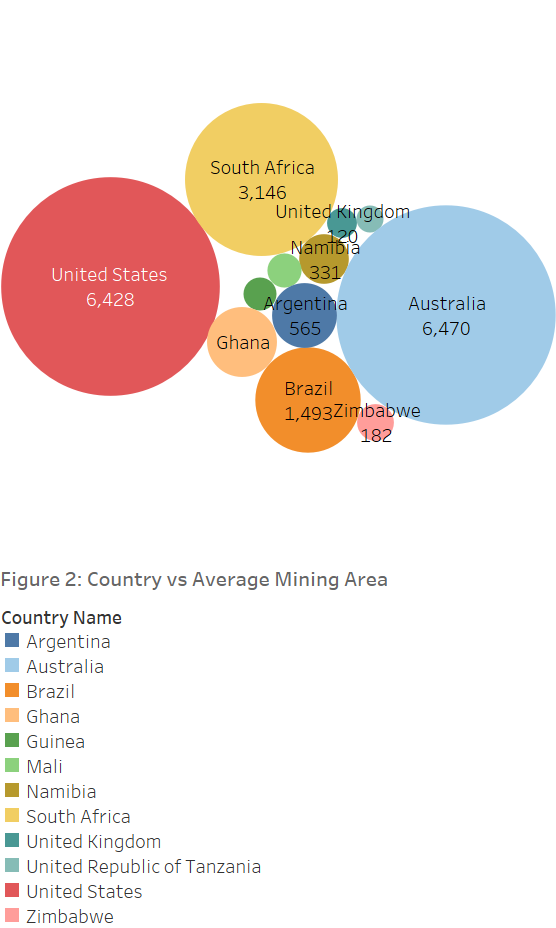 South Africa
3,146
United Kingdom
120
Namibia
331
United States
6,428
Argentina
565
Australia
6,470
Ghana
Brazil
1,493
Zimbabwe
182
Figure 2: Country vs Average Mining Area
Country Name
Argentina
Australia
Brazil
Ghana
Guinea
Mali
Namibia
South Africa
United Kingdom
United Republic of Tanzania
United States
Zimbabwe